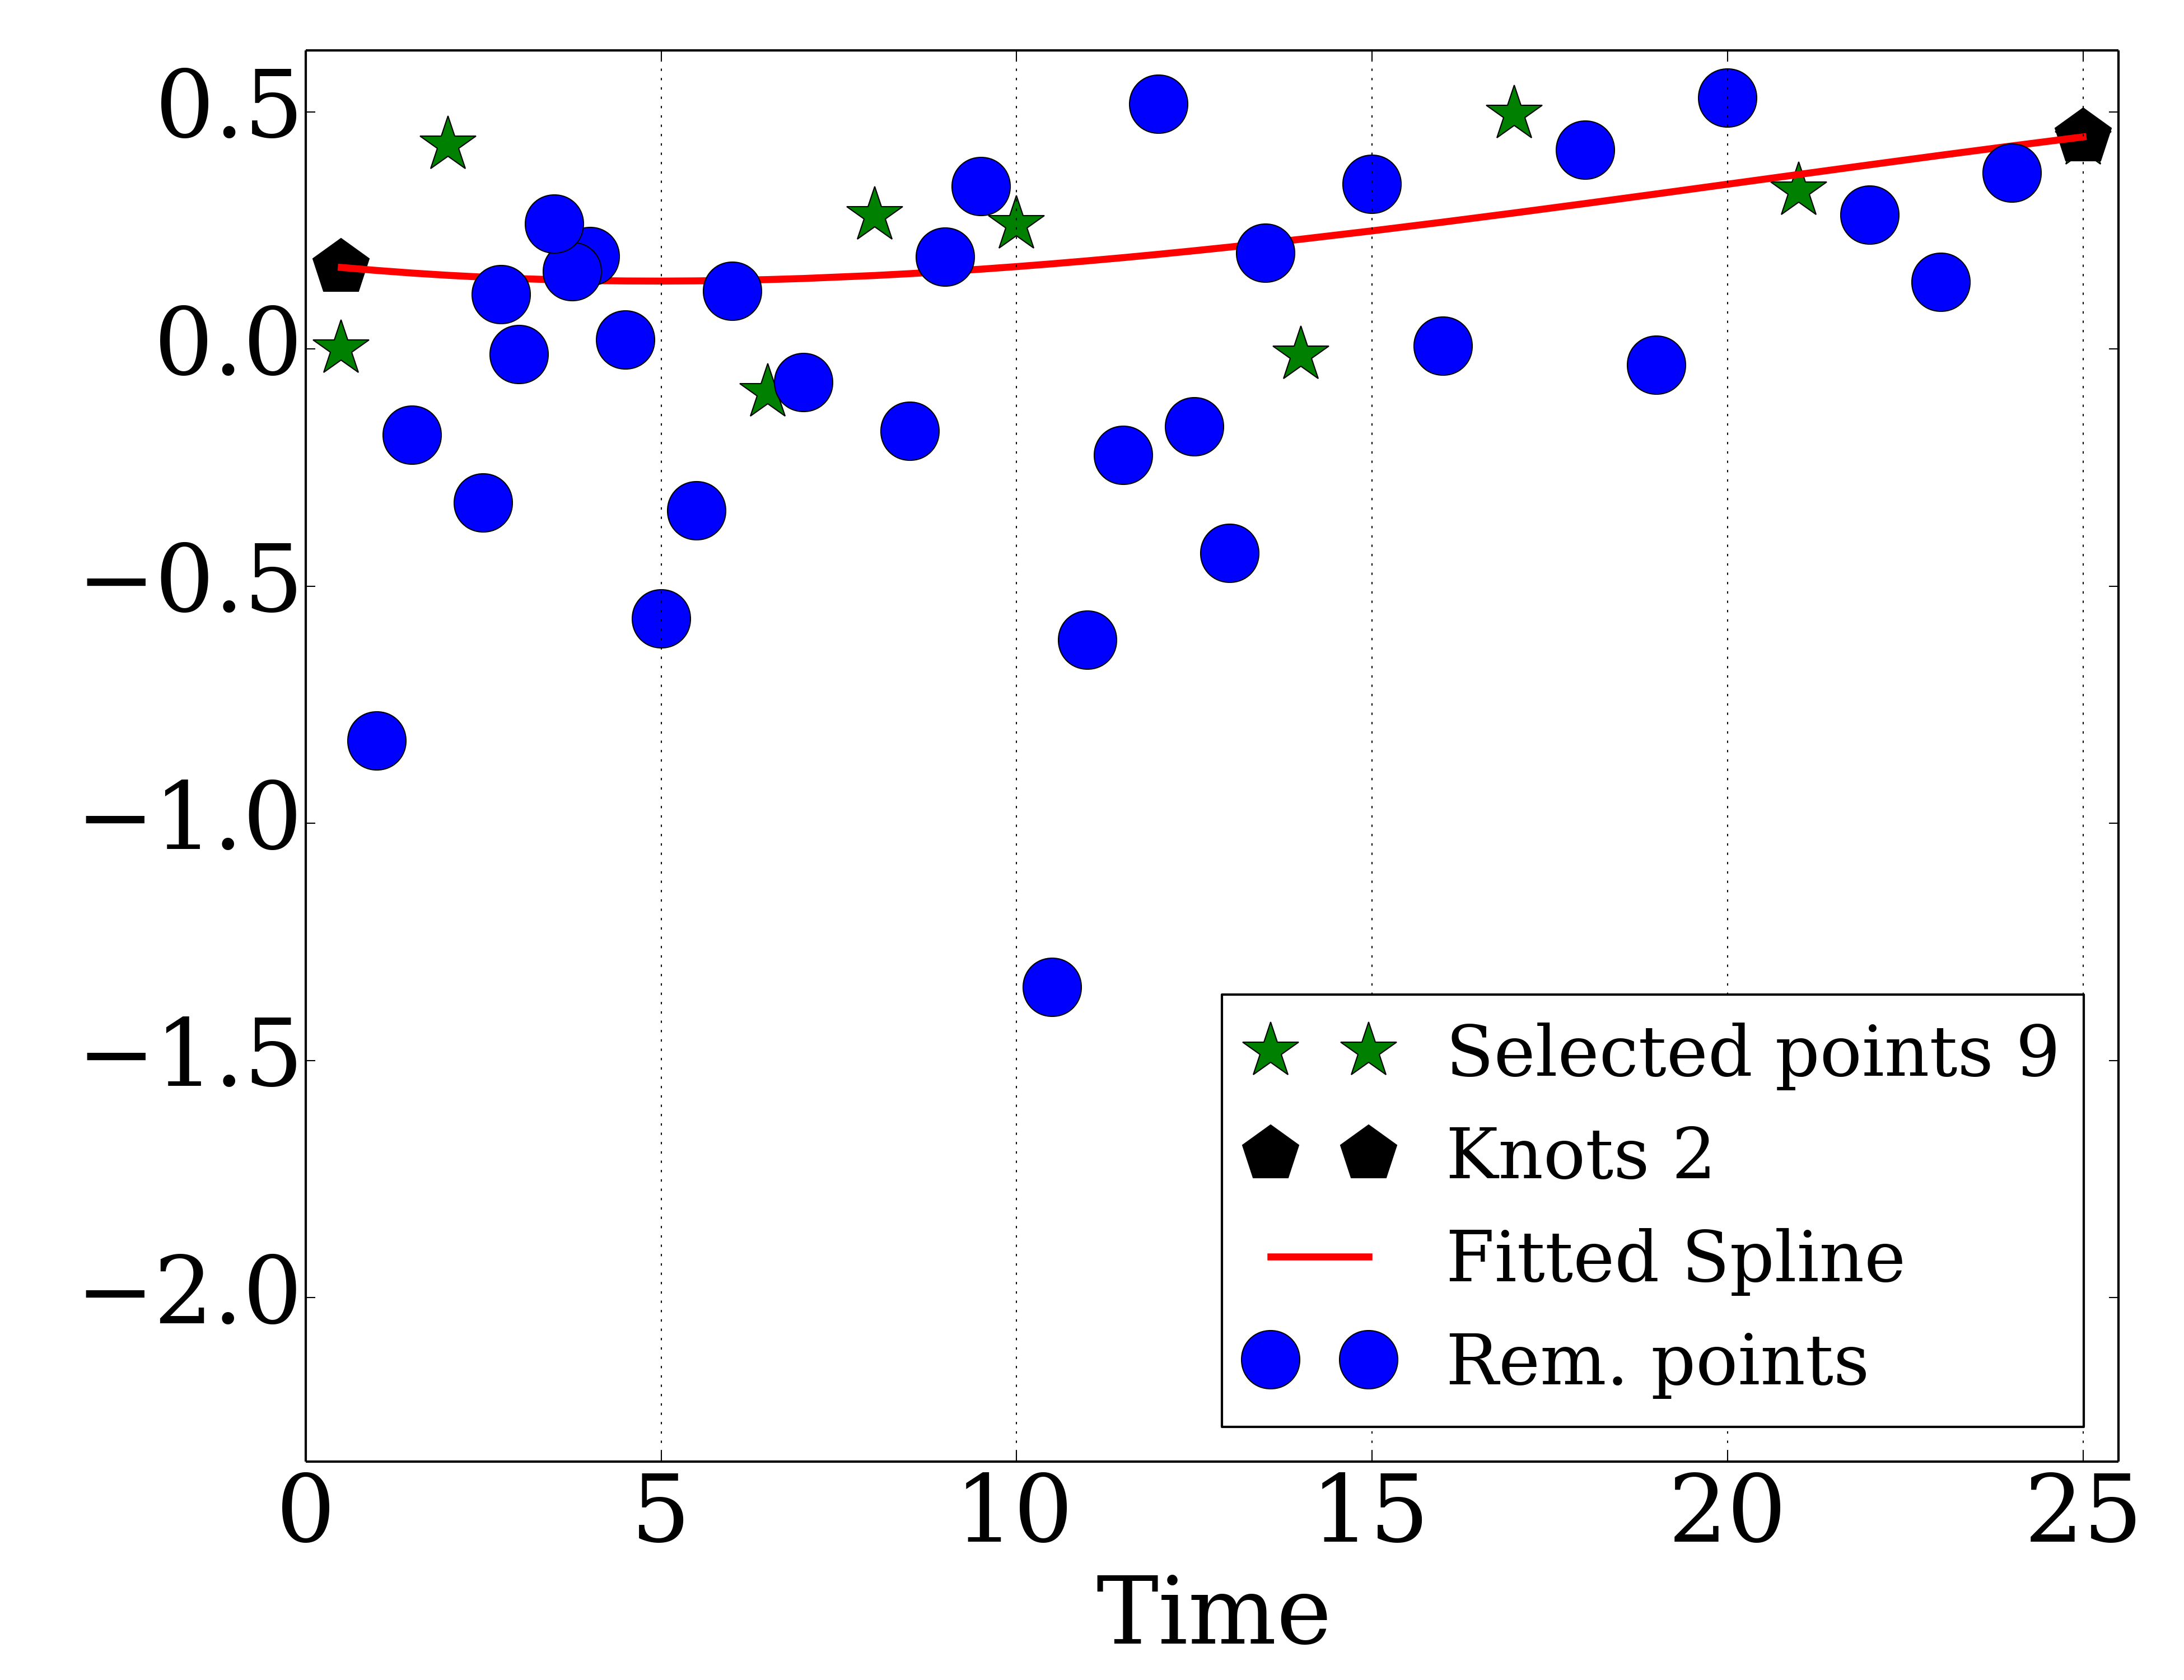 0.5
0.0
−0.5
−1.0
−1.5
−2.0
Selected points 9
Knots 2
Fitted Spline
Rem. points
0 5 10 15 20 25
Time